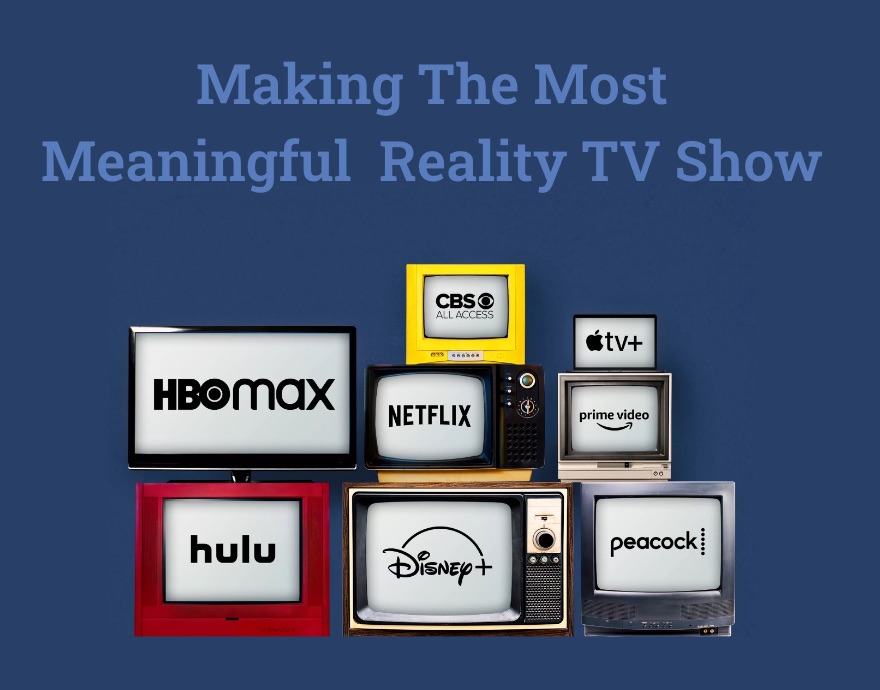 Making The Most
Meaningful Reality TV Show
CBS
ALL ACCESS
tv+
HBOmax
NETFLIX
prime video
hulu
Disney+
peacock